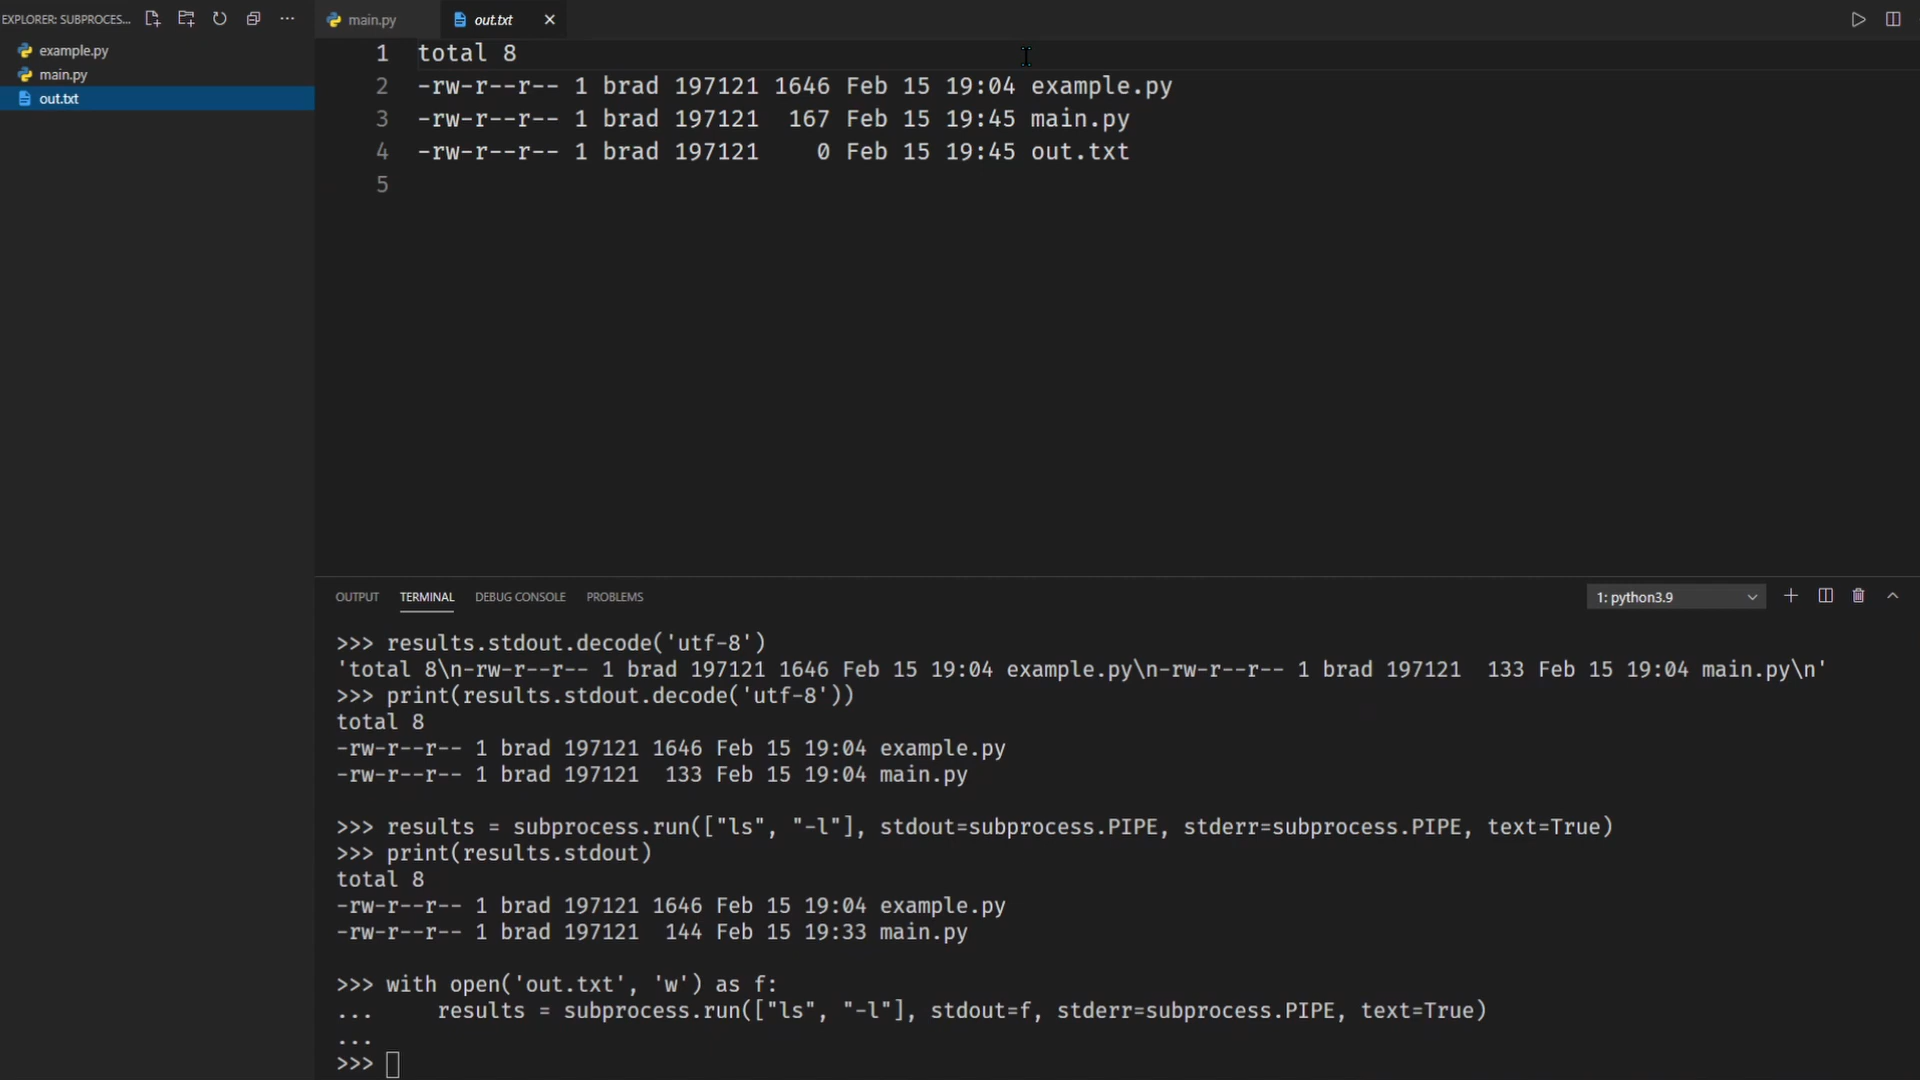 EXPLORER: SUBPROCES...
example.py
main.py
out.txt
main.py
out.txt
1 total 8
2 -rw-r--r-- 1 brad 197121 1646 Feb 15 19:04 example.py
3 -rw-r--r-- 1 brad 197121  167 Feb 15 19:45 main.py
4 -rw-r--r-- 1 brad 197121    0 Feb 15 19:45 out.txt
5
OUTPUT TERMINAL DEBUG CONSOLE PROBLEMS
1: python3.9
>>> results.stdout.decode('utf-8')
'total 8\n-rw-r--r-- 1 brad 197121 1646 Feb 15 19:04 example.py\n-rw-r--r-- 1 brad 197121  133 Feb 15 19:04 main.py\n'
>>> print(results.stdout.decode('utf-8'))
total 8
-rw-r--r-- 1 brad 197121 1646 Feb 15 19:04 example.py
-rw-r--r-- 1 brad 197121  133 Feb 15 19:04 main.py
>>> results = subprocess.run(["ls", "-l"], stdout=subprocess.PIPE, stderr=subprocess.PIPE, text=True)
>>> print(results.stdout)
total 8
-rw-r--r-- 1 brad 197121 1646 Feb 15 19:04 example.py
-rw-r--r-- 1 brad 197121  144 Feb 15 19:33 main.py
>>> with open('out.txt', 'w') as f:
...     results = subprocess.run(["ls", "-l"], stdout=f, stderr=subprocess.PIPE, text=True)
...
>>>